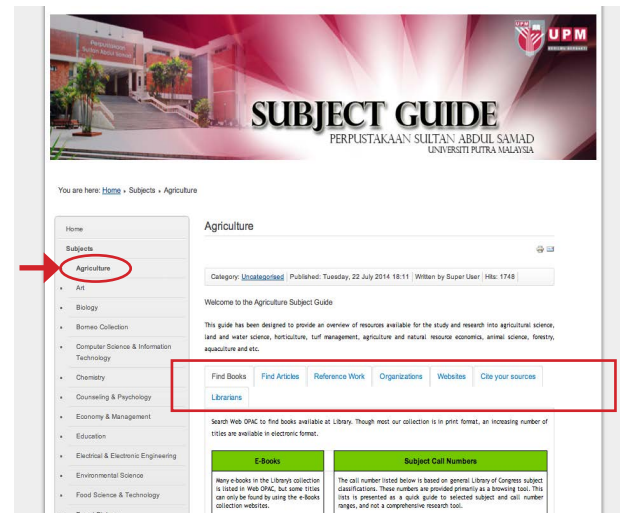 Perpustakaan
Sultan Abdul Samad
UPM
SUBJECT GUIDE
PERPUSTAKAAN SULTAN ABDUL SAMAD
UNIVERSITI PUTRA MALAYSIA
You are here: Home Subjects Agriculture
Home
Subjects
Agriculture
Art
Biology
Borneo Collection
Computer Science & Information
Technology
Chemistry
Counseling & Psychology
Economy & Management
Education
Electrical & Electronic Engineering
Environmental Science
Food Science & Technology
Agriculture
Category: Uncategorised Published: Tuesday, 22 July 2014 18:11 Written by Super User Hits: 1748
Welcome to the Agriculture Subject Guide
This guide has been designed to provide an overview of resources available for the study and research into agricultural science,
land and water science, horticulture, turf management, agriculture and natural resource economics, animal science, forestry,
aquaculture and etc.
Find Books Find Articles Reference Work Organizations Websites Cite your sources
Librarians
Search Web OPAC to find books available at Library. Though most our collection is in print format, an increasing number of
titles are available in electronic format.
E-Books
Many e-books in the Library's collection
is listed in Web OPAC, but some titles
can only be found by using the e-Books
collection websites.
Subject Call Numbers
The call number listed below is based on general Library of Congress subject
classifications. These numbers are provided primarily as a browsing tool. This
lists is presented as a quick guide to selected subject and call number
ranges, and not a comprehensive research tool.